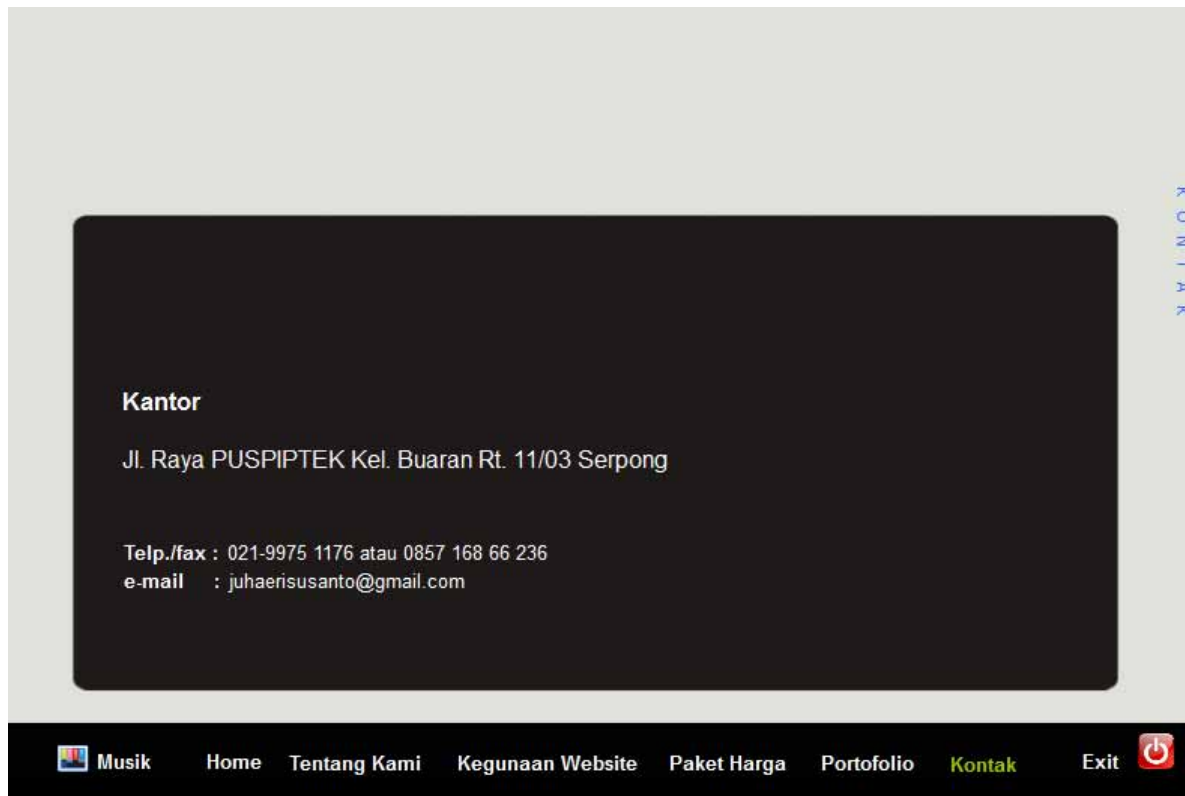 KONTAK
Kantor
Jl. Raya PUSPIPTEK Kel. Buaran Rt. 11/03 Serpong
Telp./fax : 021-9975 1176 atau 0857 168 66 236
e-mail : juhaerisusanto@gmail.com
Musik Home Tentang Kami Kegunaan Website Paket Harga Portofolio Kontak Exit